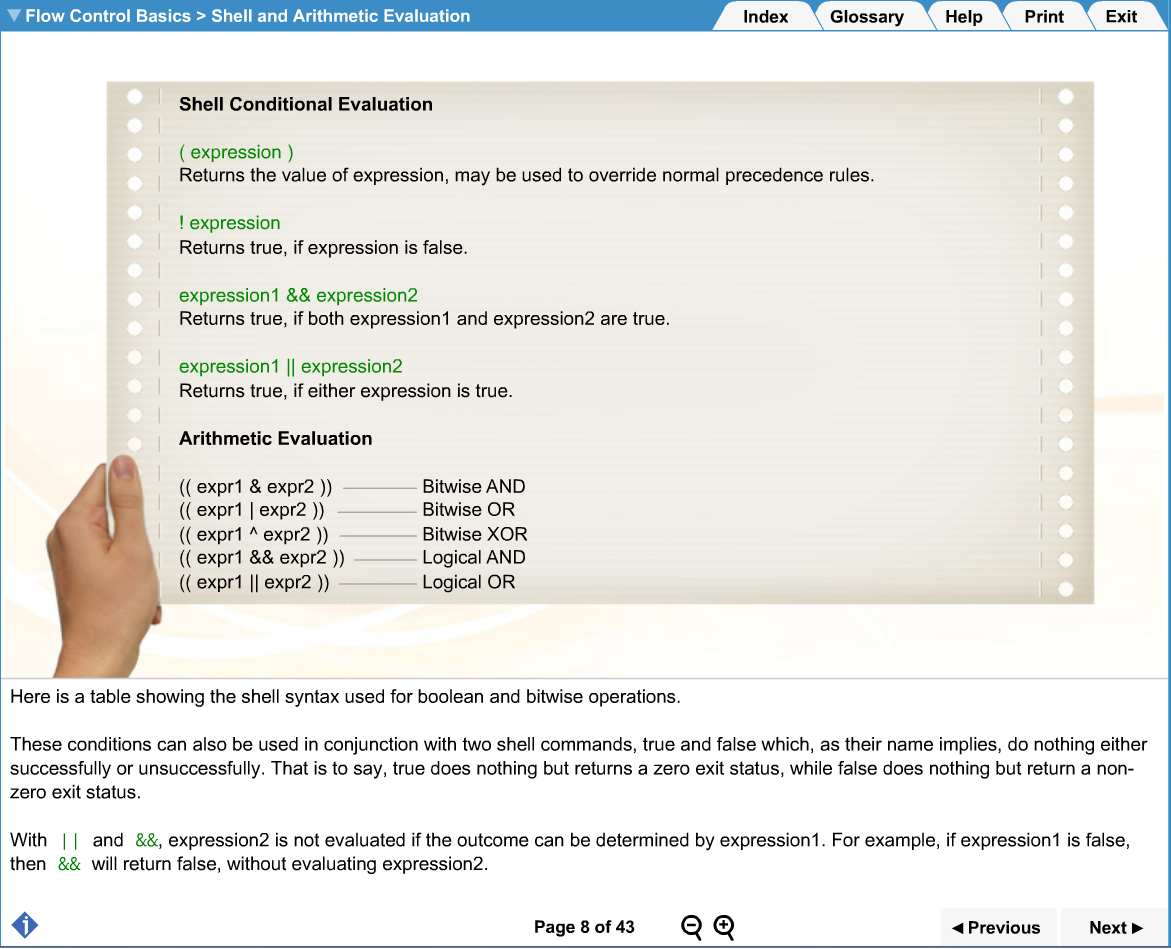 Flow Control Basics > Shell and Arithmetic Evaluation
Index Glossary Help Print Exit
Shell Conditional Evaluation
( expression )
Returns the value of expression, may be used to override normal precedence rules.
! expression
Returns true, if expression is false.
expression1 && expression2
Returns true, if both expression1 and expression2 are true.
expression1 || expression2
Returns true, if either expression is true.
Arithmetic Evaluation
(( expr1 & expr2 )) Bitwise AND
(( expr1 | expr2 )) Bitwise OR
(( expr1 ^ expr2 )) Bitwise XOR
(( expr1 && expr2 )) Logical AND
(( expr1 || expr2 )) Logical OR
Here is a table showing the shell syntax used for boolean and bitwise operations.
These conditions can also be used in conjunction with two shell commands, true and false which, as their name implies, do nothing either
successfully or unsuccessfully. That is to say, true does nothing but returns a zero exit status, while false does nothing but return a non-
zero exit status.
With || and &&, expression2 is not evaluated if the outcome can be determined by expression1. For example, if expression1 is false,
then && will return false, without evaluating expression2.
i
Page 8 of 43
◄Previous Next►